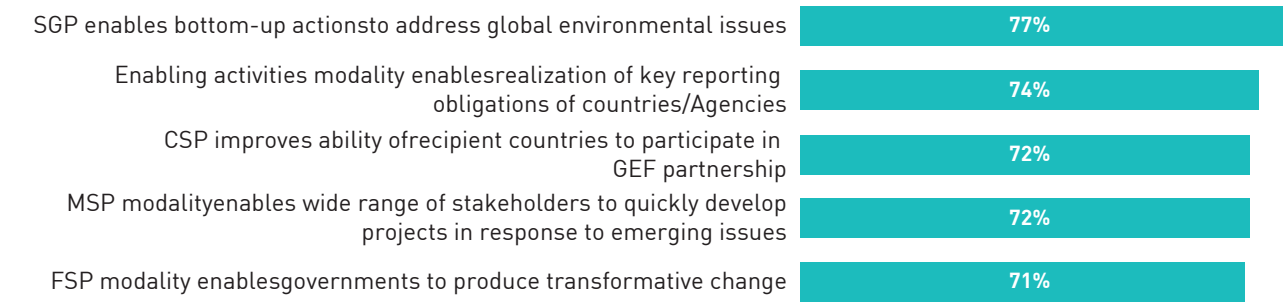 SGP enables bottom-up actionsto address global environmental issues 77%
Enabling activities modality enablesrealization of key reporting
obligations of countries/Agencies 74%
CSP improves ability ofrecipient countries to participate in
GEF partnership 72%
MSP modalityenables wide range of stakeholders to quickly develop
projects in response to emerging issues 72%
FSP modality enablesgovernments to produce transformative change 71%